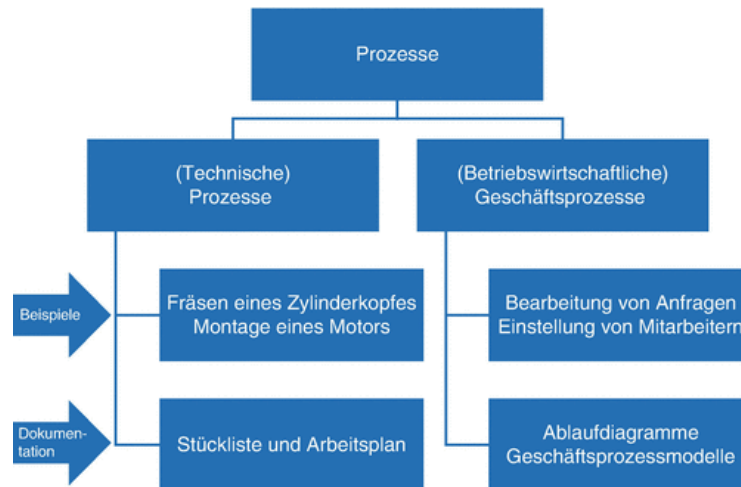 Prozesse
(Technische)
Prozesse
(Betriebswirtschaftliche)
Geschäftsprozesse
Beispiele
Fräsen eines Zylinderkopfes
Montage eines Motors
Bearbeitung von Anfragen
Einstellung von Mitarbeitern
Dokumen-
tation
Stückliste und Arbeitsplan
Ablaufdiagramme
Geschäftsprozessmodelle